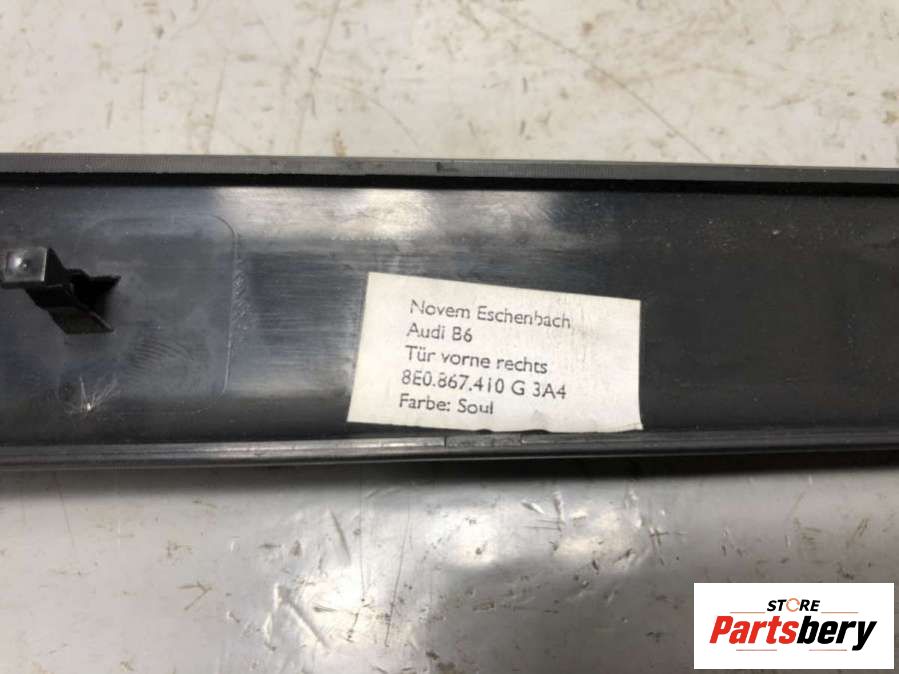 Novem Eschenbach
Audi B6
Tür vorne rechts
8E0.867.410 G 3A4
Farbe: Soul
STORE
Partsbery